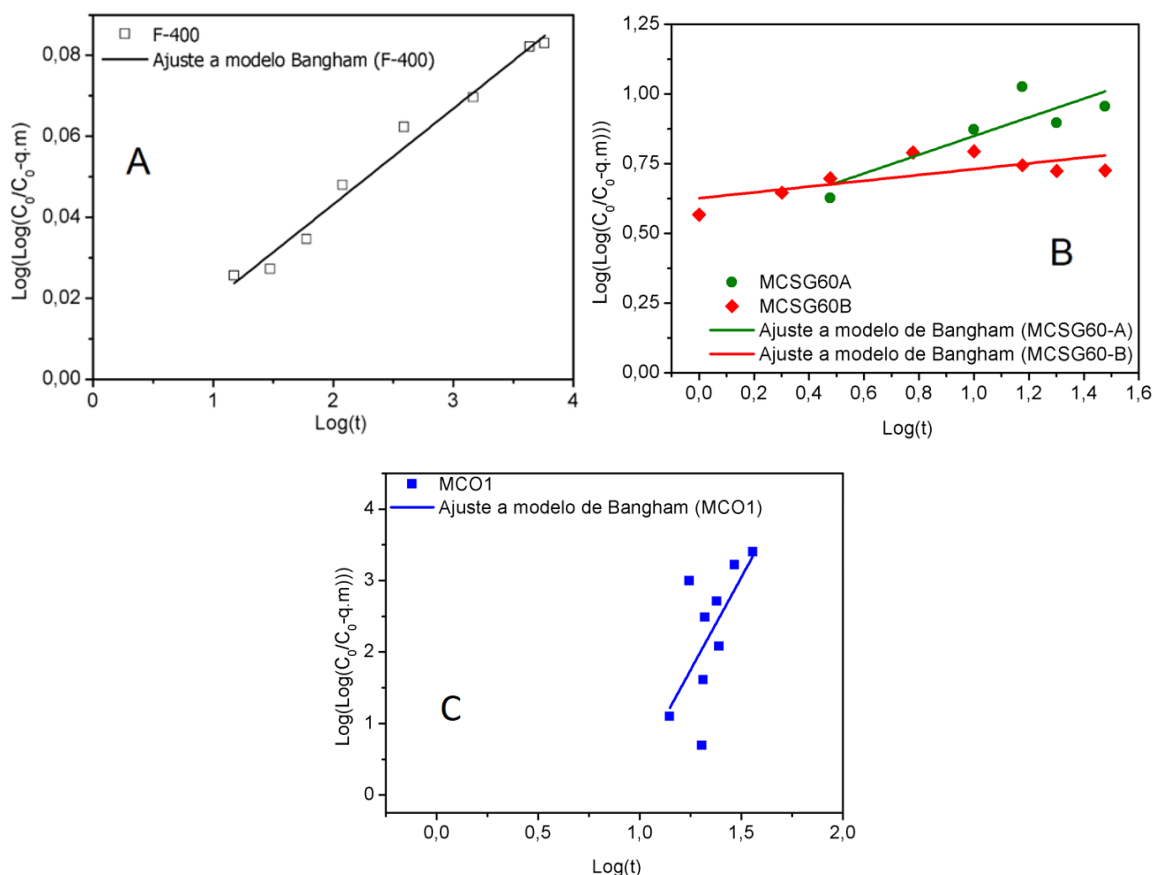 F-400
Ajuste a modelo Bangham (F-400)
A
Log(Log(C₀/C₀-q.m))
0,08
0,06
0,04
0,02
0,00
0 1 2 3 4
Log(t)
1,25
1,00
0,75
0,50
0,25
0,00
Log(Log(C₀/C₀-q.m)))
B
MCSG60A
MCSG60B
Ajuste a modelo de Bangham (MCSG60-A)
Ajuste a modelo de Bangham (MCSG60-B)
0,0 0,2 0,4 0,6 0,8 1,0 1,2 1,4 1,6
Log(t)
MCO1
Ajuste a modelo de Bangham (MCO1)
Log(Log(C₀/C₀-q.m)))
4
3
2
1
0
C
0,0 0,5 1,0 1,5 2,0
Log(t)